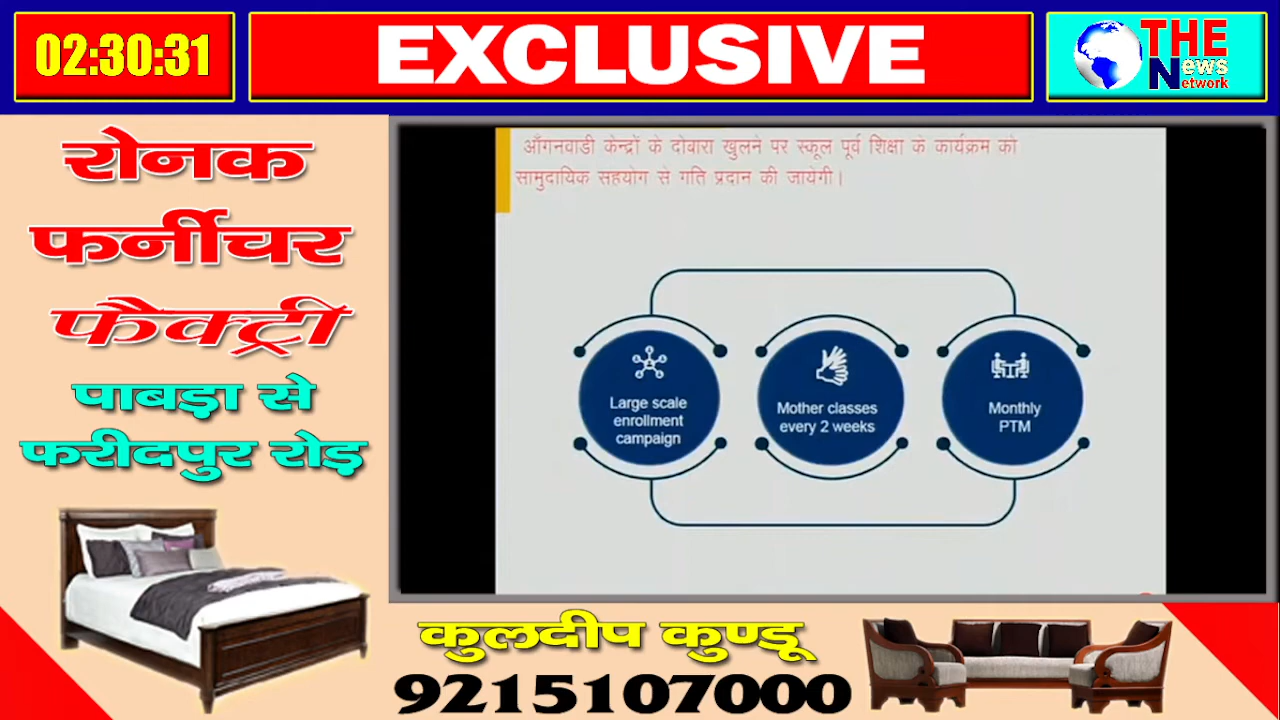 02:30:31
EXCLUSIVE
THE
News
Network
रोनक
फर्नीचर
फैक्ट्री
पाबड़ा से
फरीदपुर रोड़
आँगनवाडी केन्द्रों के दोबारा खुलने पर स्कूल पूर्व शिक्षा के कार्यक्रम को
सामुदायिक सहयोग से गति प्रदान की जायेगी।
Large scale
enrollment
campaign
Mother classes
every 2 weeks
Monthly
PTM
कुलदीप कुण्डू
9215107000